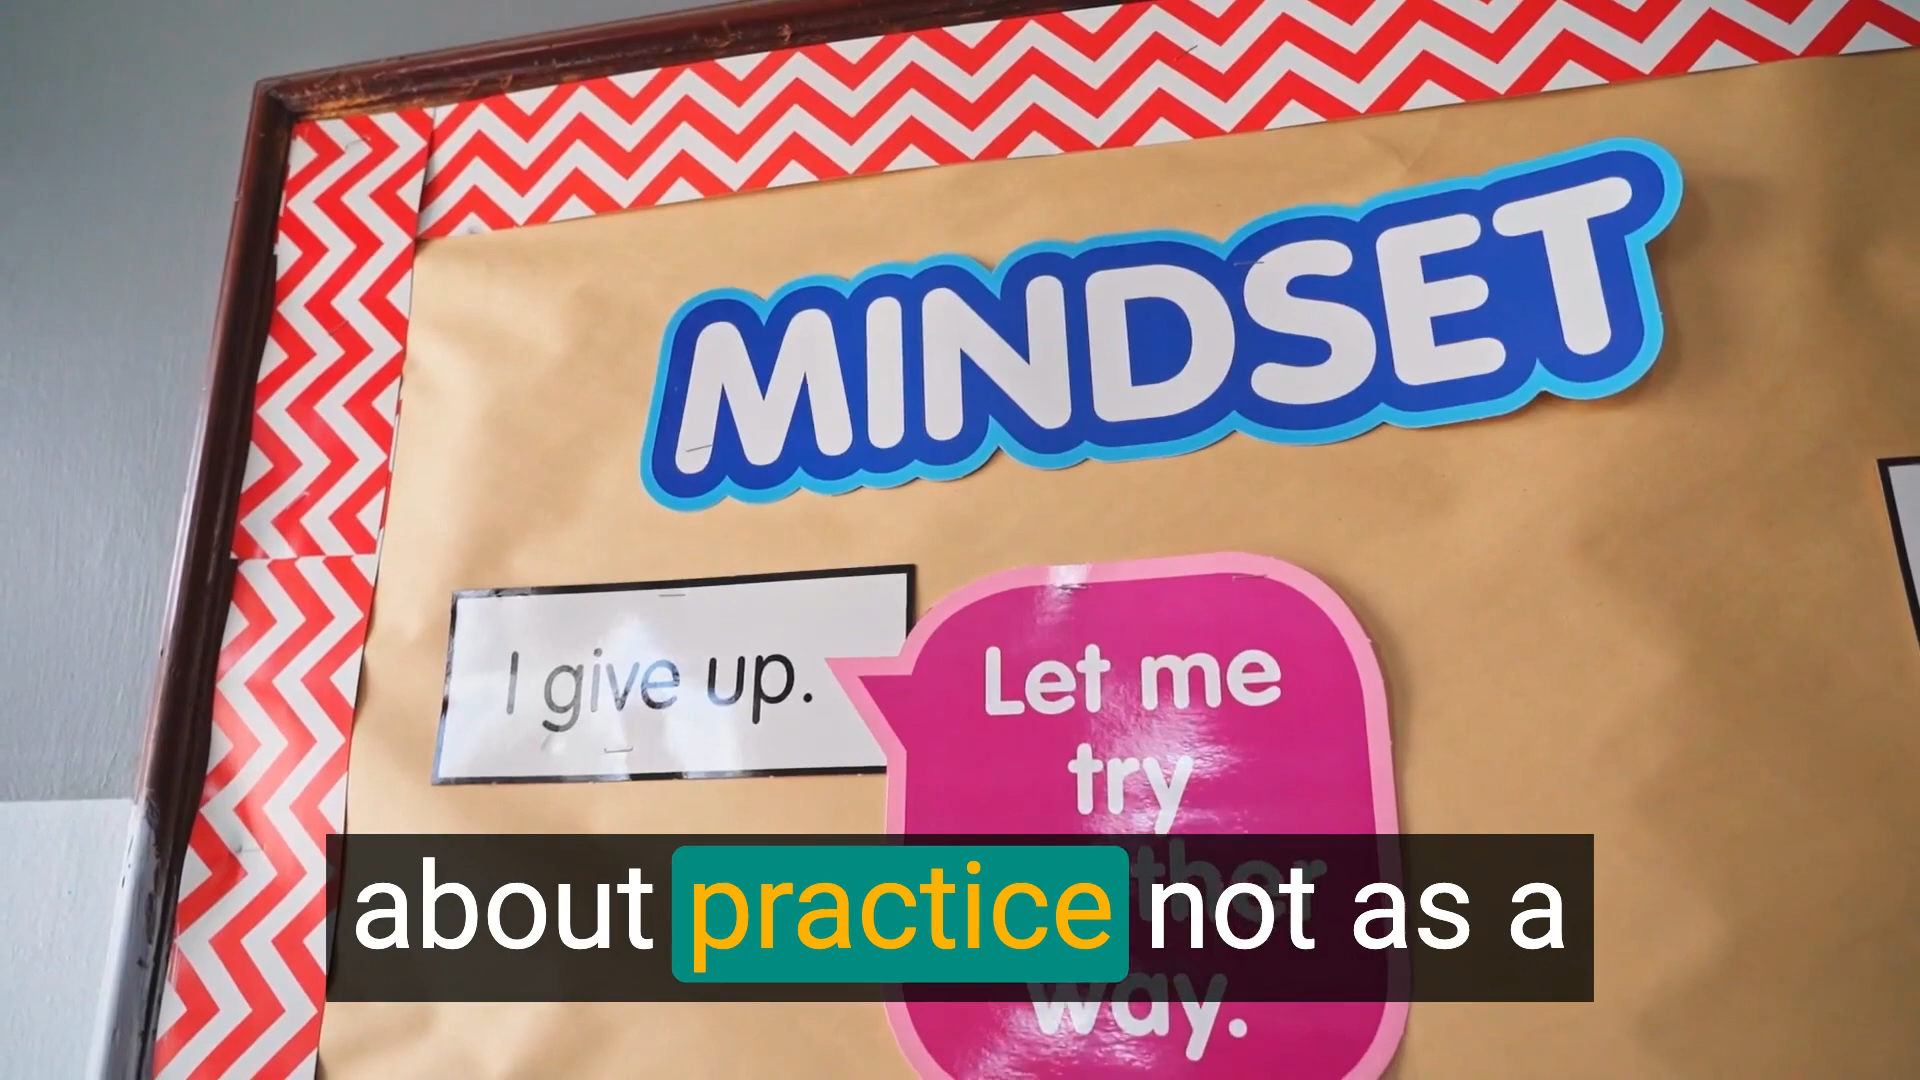 MINDSET
I give up.
Let me
try
way.
about practice not as a